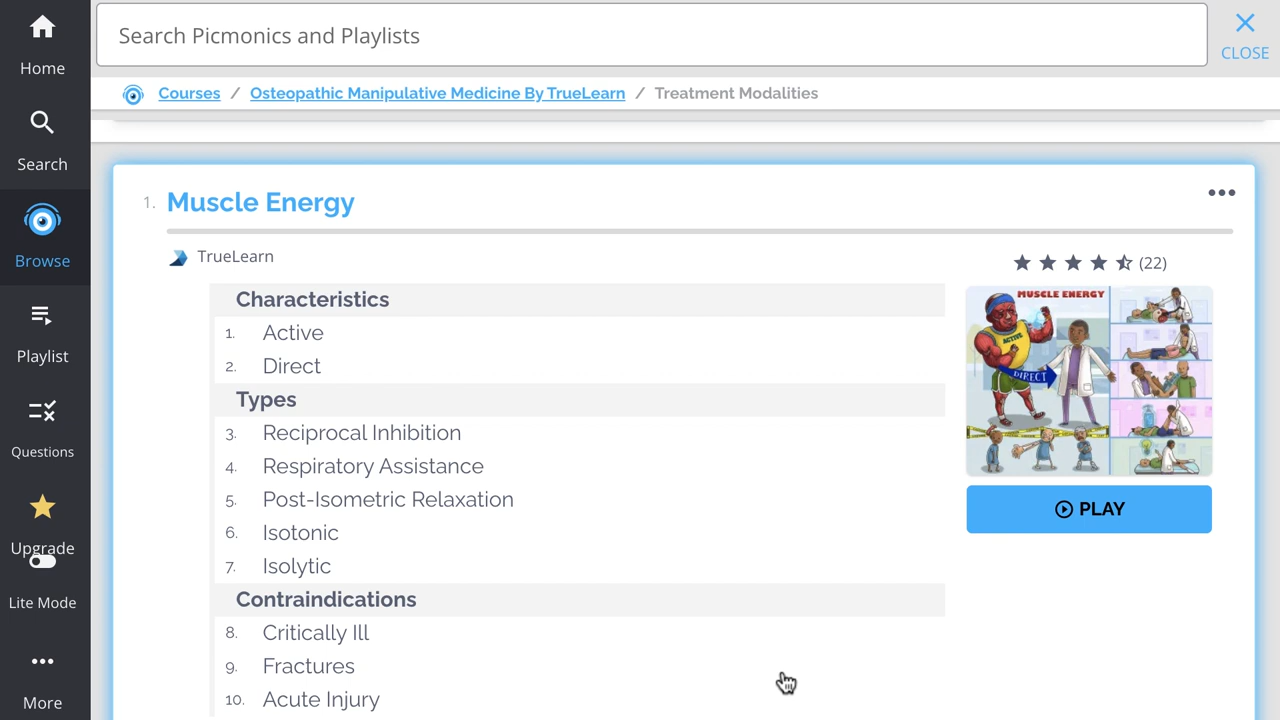 Home
Search
Browse
Playlist
Questions
Upgrade
Lite Mode
More
Search Picmonics and Playlists
CLOSE
Courses / Osteopathic Manipulative Medicine By TrueLearn / Treatment Modalities
1. Muscle Energy
TrueLearn
(22)
Characteristics
1. Active
2. Direct
Types
3. Reciprocal Inhibition
4. Respiratory Assistance
5. Post-Isometric Relaxation
6. Isotonic
7. Isolytic
Contraindications
8. Critically Ill
9. Fractures
10. Acute Injury
MUSCLE ENERGY
ACTIVE
DIRECT
PLAY